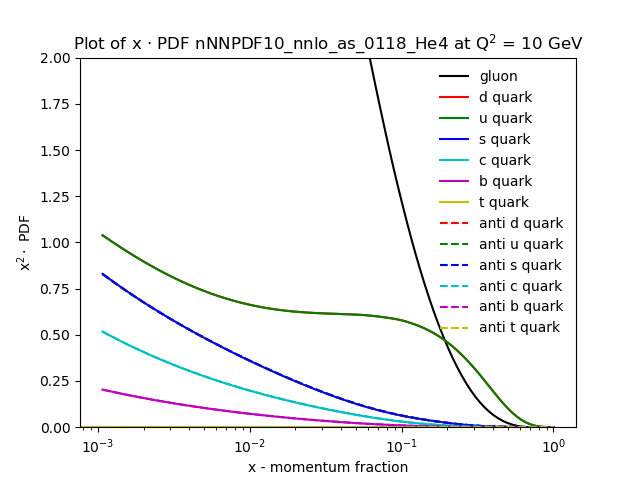 Plot of x · PDF nNNPDF10_nnlo_as_0118_He4 at Q² = 10 GeV
2.00
1.75
1.50
1.25
1.00
0.75
0.50
0.25
0.00
x² · PDF
gluon
d quark
u quark
s quark
c quark
b quark
t quark
anti d quark
anti u quark
anti s quark
anti c quark
anti b quark
anti t quark
10⁻³ 10⁻² 10⁻¹ 10⁰
x - momentum fraction